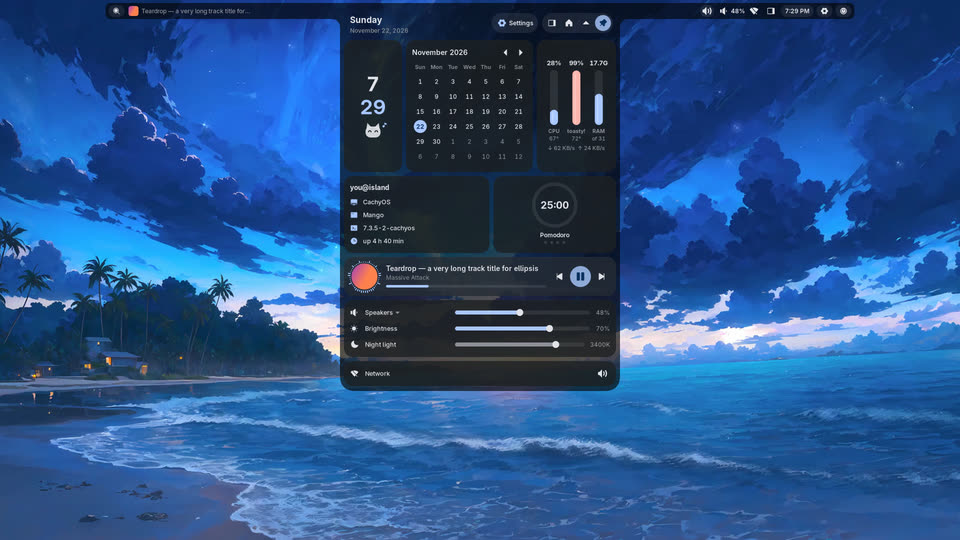 Teardrop — a very long track title for...
48%
7:29 PM
Sunday
November 22, 2026
Settings
7
29
November 2026
Sun Mon Tue Wed Thu Fri Sat
1 2 3 4 5 6 7
8 9 10 11 12 13 14
15 16 17 18 19 20 21
22 23 24 25 26 27 28
29 30 1 2 3 4 5
6 7 8 9 10 11 12
28% 99% 17.7G
CPU toasty! RAM
67° 72° of 31
↓ 62 KB/s ↑ 24 KB/s
you@island
CachyOS
Mango
7.3.5-2-cachyos
up 4 h 40 min
25:00
Pomodoro
Teardrop — a very long track title for ellipsis
Massive Attack
Speakers
48%
Brightness
70%
Night light
3400K
Network